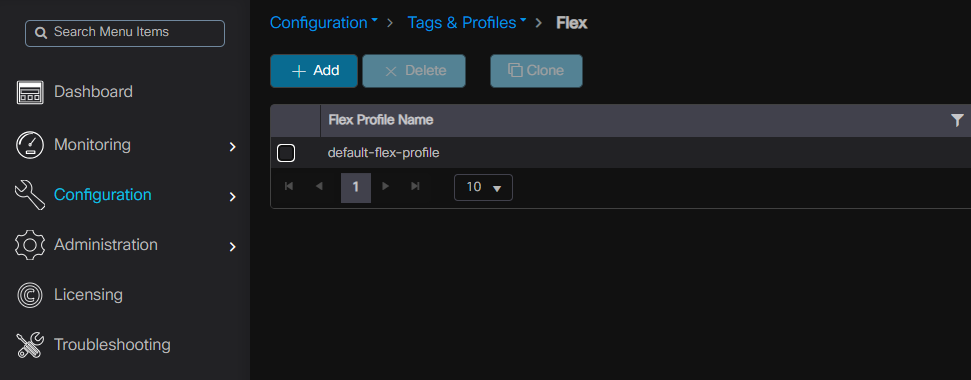 Search Menu Items
Dashboard
Monitoring
Configuration
Administration
Licensing
Troubleshooting
Configuration > Tags & Profiles > Flex
+ Add × Delete Clone
Flex Profile Name
default-flex-profile
1 10